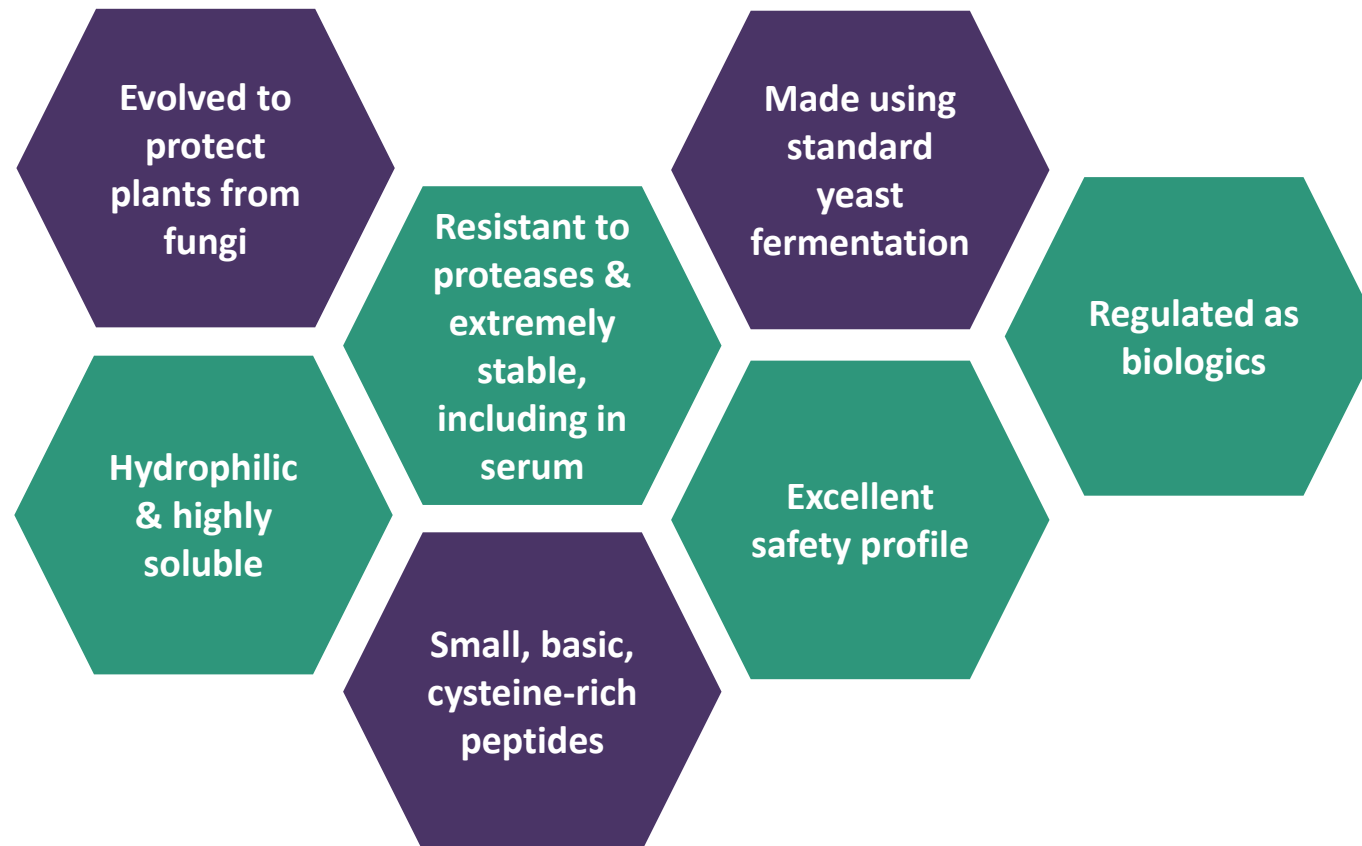 Evolved to
protect
plants from
fungi
Made using
standard
yeast
fermentation
Resistant to
proteases &
extremely
stable,
including in
serum
Regulated as
biologics
Hydrophilic
& highly
soluble
Excellent
safety profile
Small, basic,
cysteine-rich
peptides